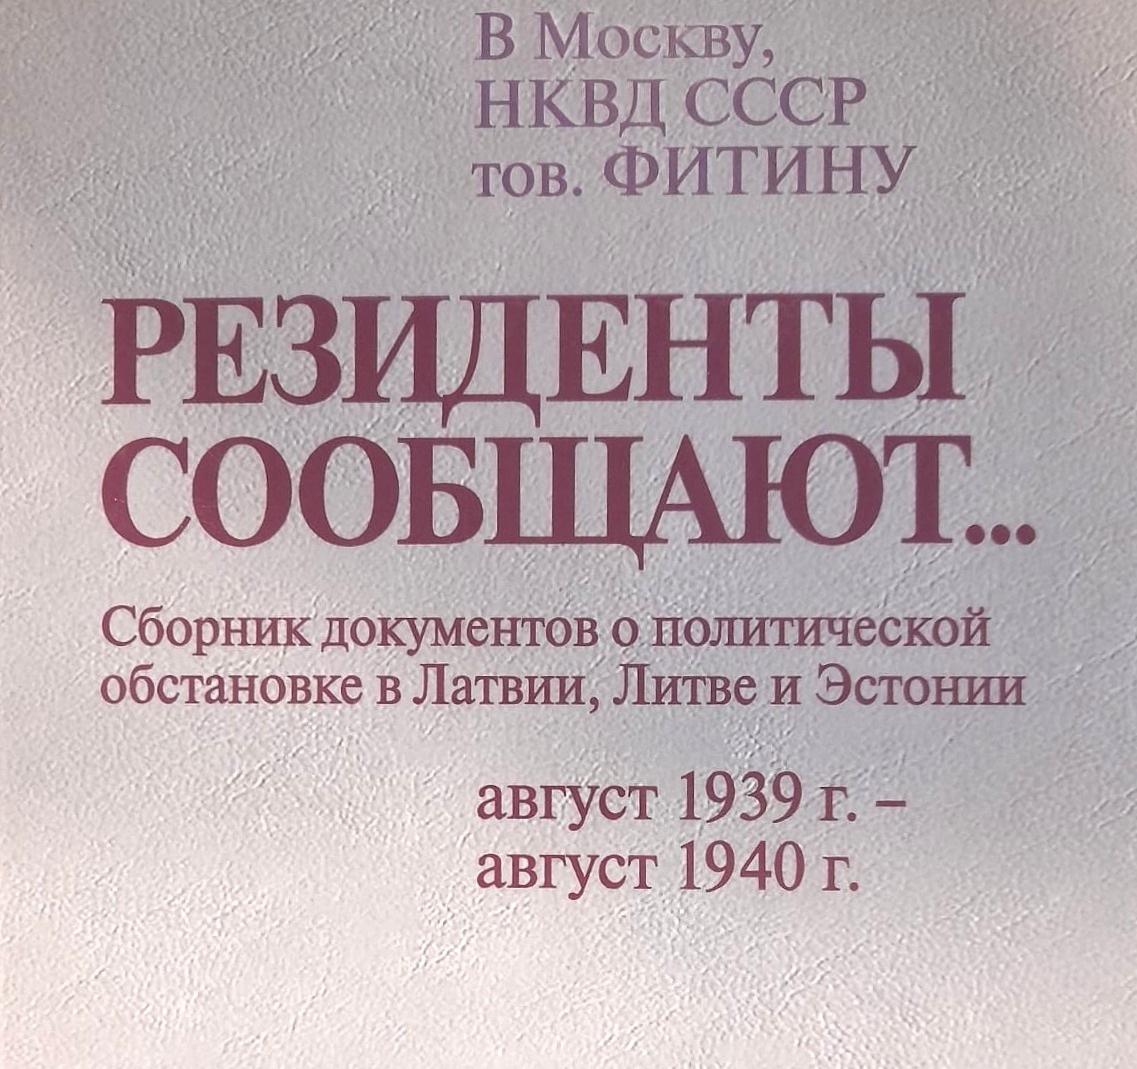 В Москву,
НКВД СССР
тов. ФИТИНУ
РЕЗИДЕНТЫ
СООБЩАЮТ...
Сборник документов о политической
обстановке в Латвии, Литве и Эстонии
август 1939 г. –
август 1940 г.